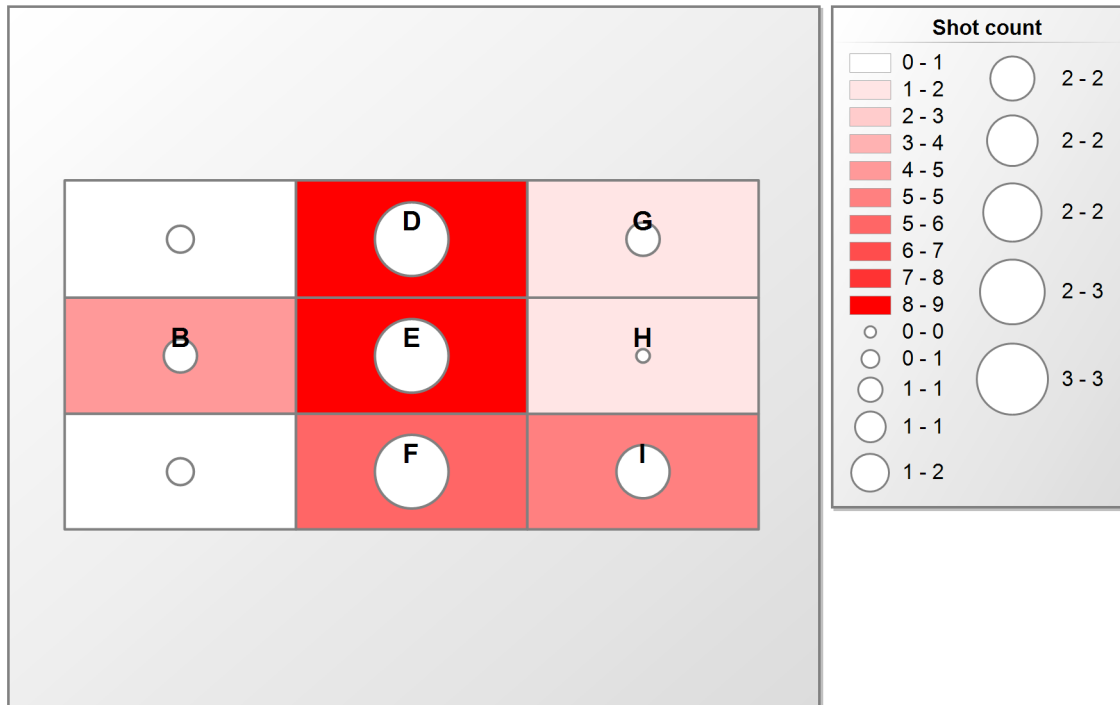 Shot count
0 - 1
1 - 2
2 - 3
3 - 4
4 - 5
5 - 5
5 - 6
6 - 7
7 - 8
8 - 9
0 - 0
0 - 1
1 - 1
1 - 1
1 - 2
2 - 2
2 - 2
2 - 2
2 - 3
3 - 3
D
G
B
E
H
F
I